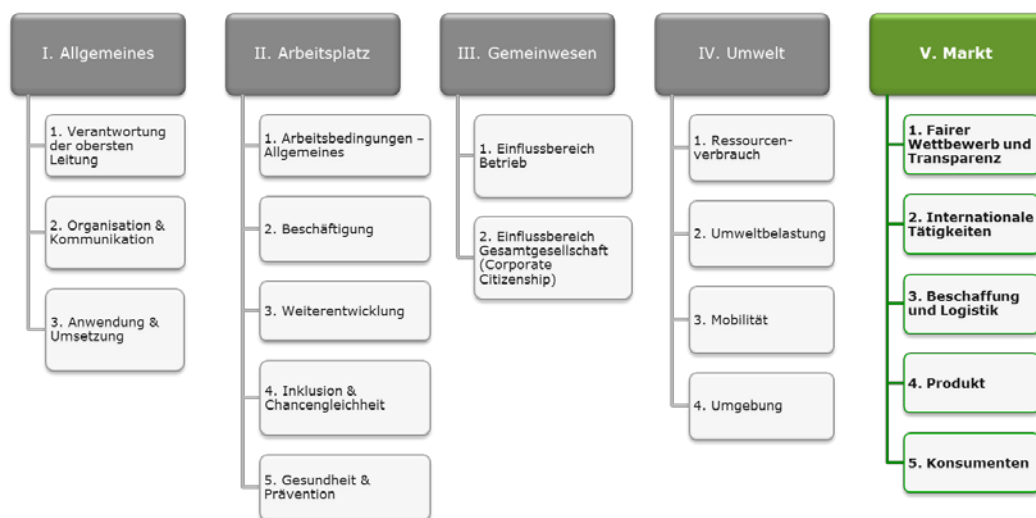 I. Allgemeines
1. Verantwortung
der obersten
Leitung
2. Organisation &
Kommunikation
3. Anwendung &
Umsetzung
II. Arbeitsplatz
1. Arbeitsbedingungen –
Allgemeines
2. Beschäftigung
3. Weiterentwicklung
4. Inklusion &
Chancengleichheit
5. Gesundheit &
Prävention
III. Gemeinwesen
1. Einflussbereich
Betrieb
2. Einflussbereich
Gesamtgesellschaft
(Corporate
Citizenship)
IV. Umwelt
1. Ressourcen-
verbrauch
2. Umweltbelastung
3. Mobilität
4. Umgebung
V. Markt
1. Fairer
Wettbewerb und
Transparenz
2. Internationale
Tätigkeiten
3. Beschaffung
und Logistik
4. Produkt
5. Konsumenten